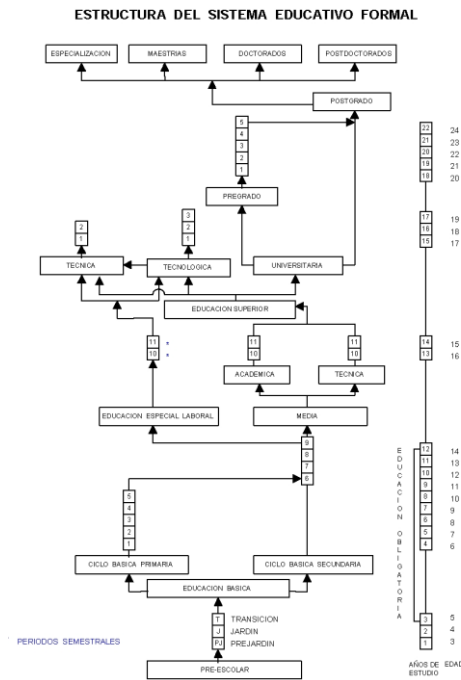 ESTRUCTURA DEL SISTEMA EDUCATIVO FORMAL
ESPECIALIZACION MAESTRIAS DOCTORADOS POSTDOCTORADOS
POSTGRADO
5
4
3
2
1
22 24
21 23
20 22
19 21
18 20
PREGRADO
2
1
3
2
1
17 19
16 18
15 17
TECNICA TECNOLOGICA UNIVERSITARIA
EDUCACION SUPERIOR
11 *
10 *
11
10
11
10
14 15
13 16
ACADEMICA TECNICA
EDUCACION ESPECIAL LABORAL MEDIA
9
8
7
6
5
4
3
2
1
EDUCACION OBLIGATORIA
12 14
11 13
10 12
9 11
8 10
7 9
6 8
5 7
4 6
CICLO BASICA PRIMARIA CICLO BASICA SECUNDARIA
EDUCACION BASICA
T TRANSICION
J JARDIN
PJ PREJARDIN
3 5
2 4
1 3
PERIODOS SEMESTRALES
PRE-ESCOLAR
AÑOS DE EDAD
ESTUDIO